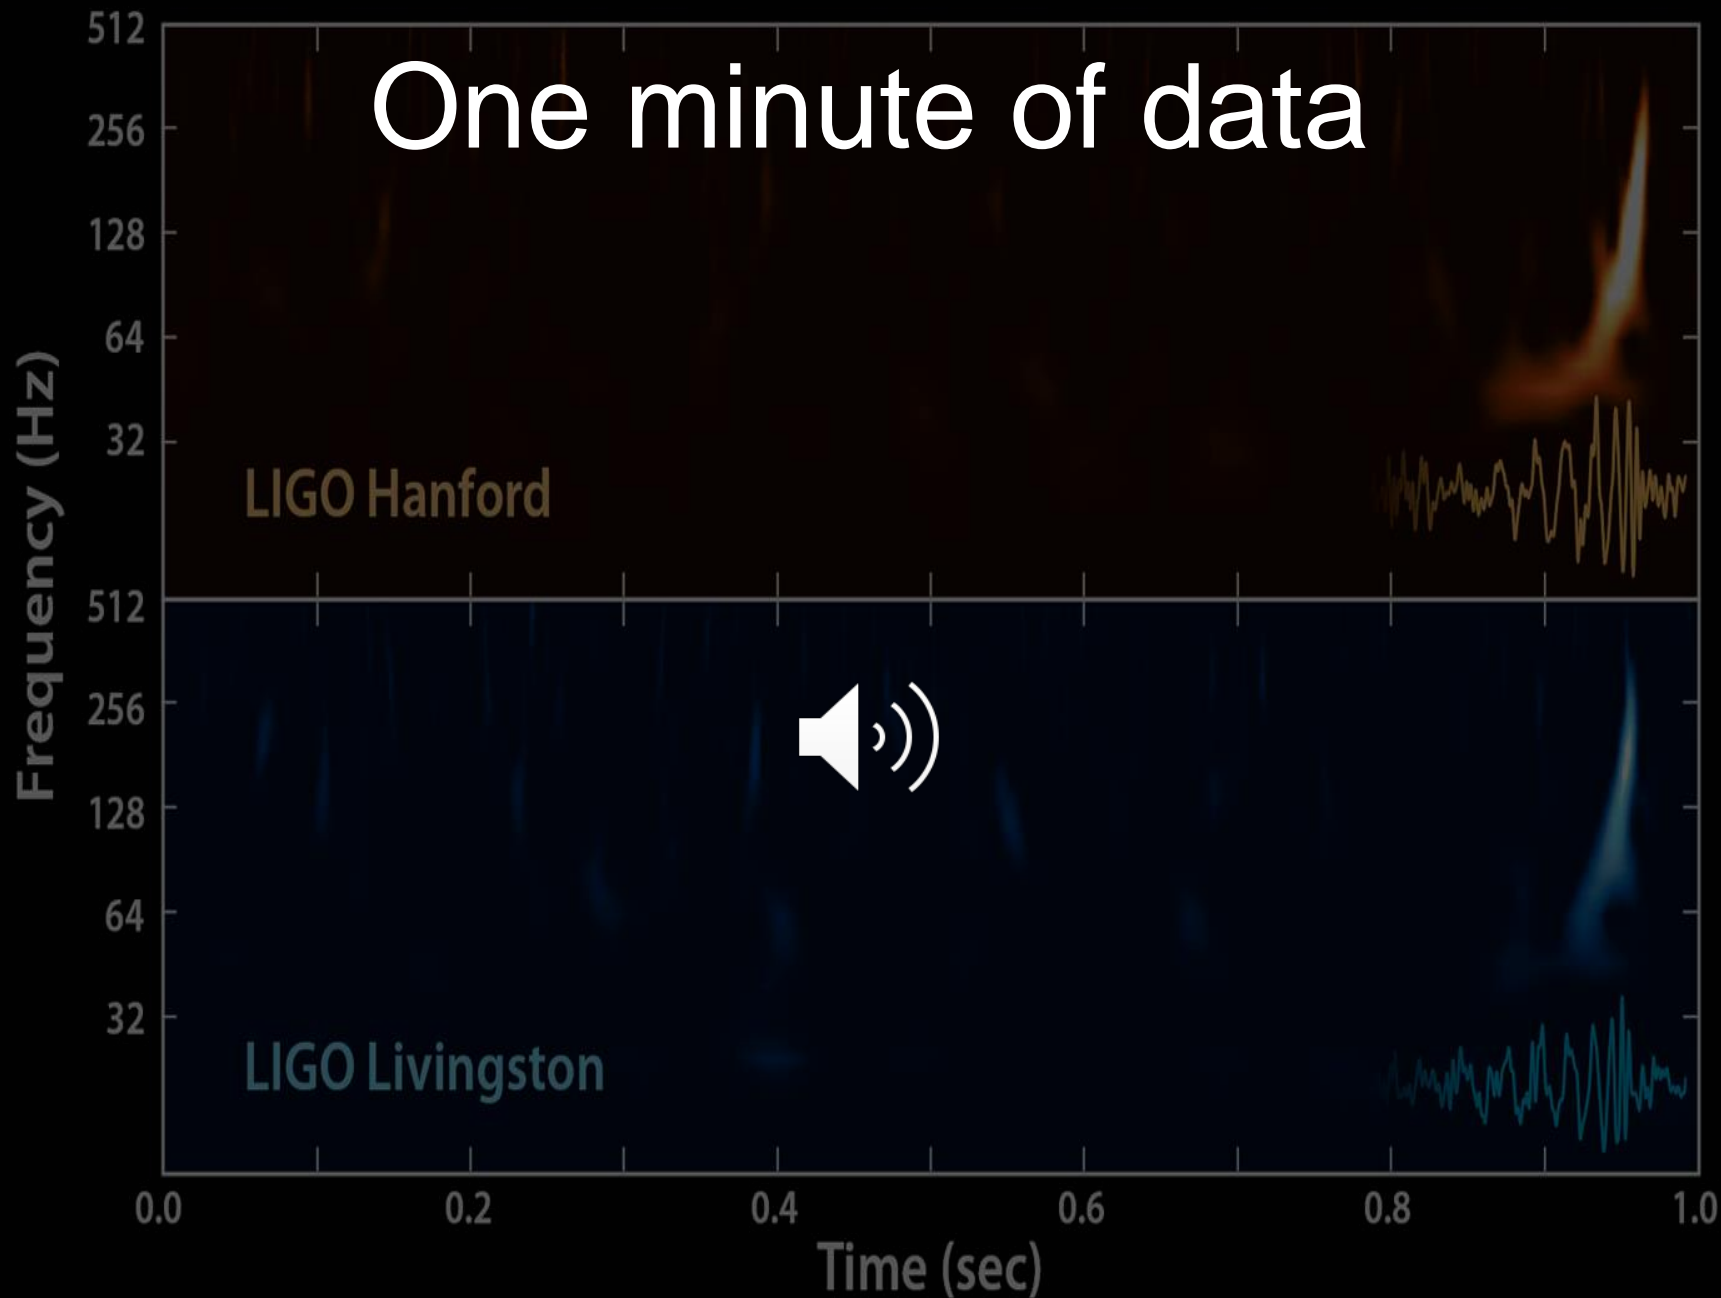 One minute of data
512
256
128
64
32
LIGO Hanford
512
256
128
64
32
LIGO Livingston
Frequency (Hz)
0.0 0.2 0.4 0.6 0.8 1.0
Time (sec)